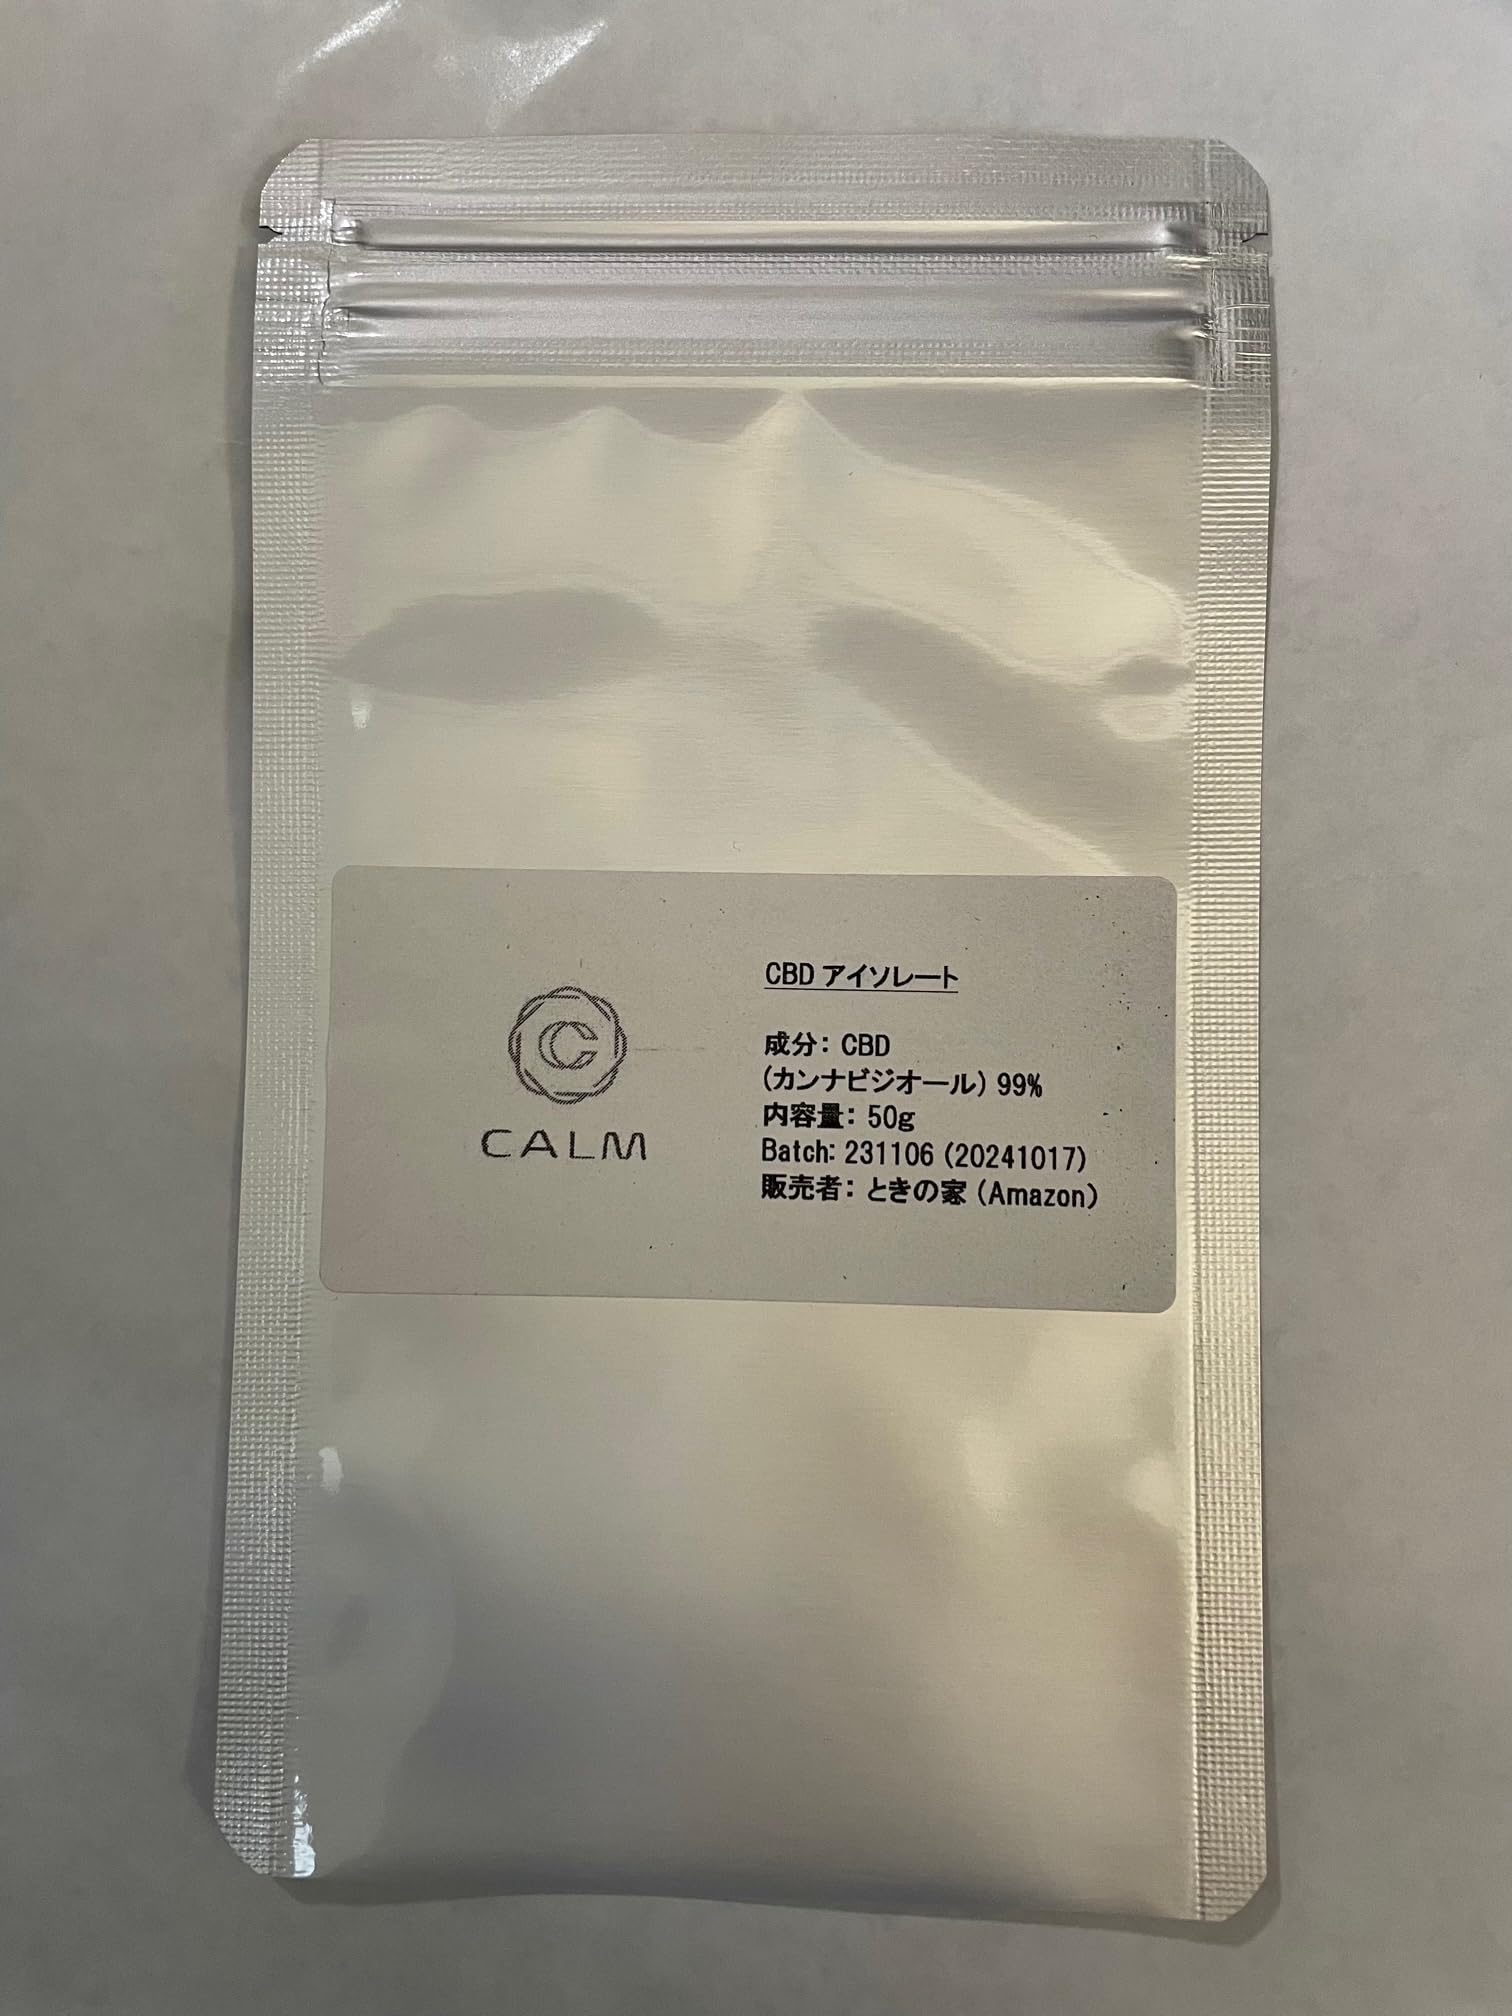 C
CALM
CBD アイソレート
成分: CBD
(カンナビジオール) 99%
内容量: 50g
Batch: 231106 (20241017)
販売者: ときの家 (Amazon)